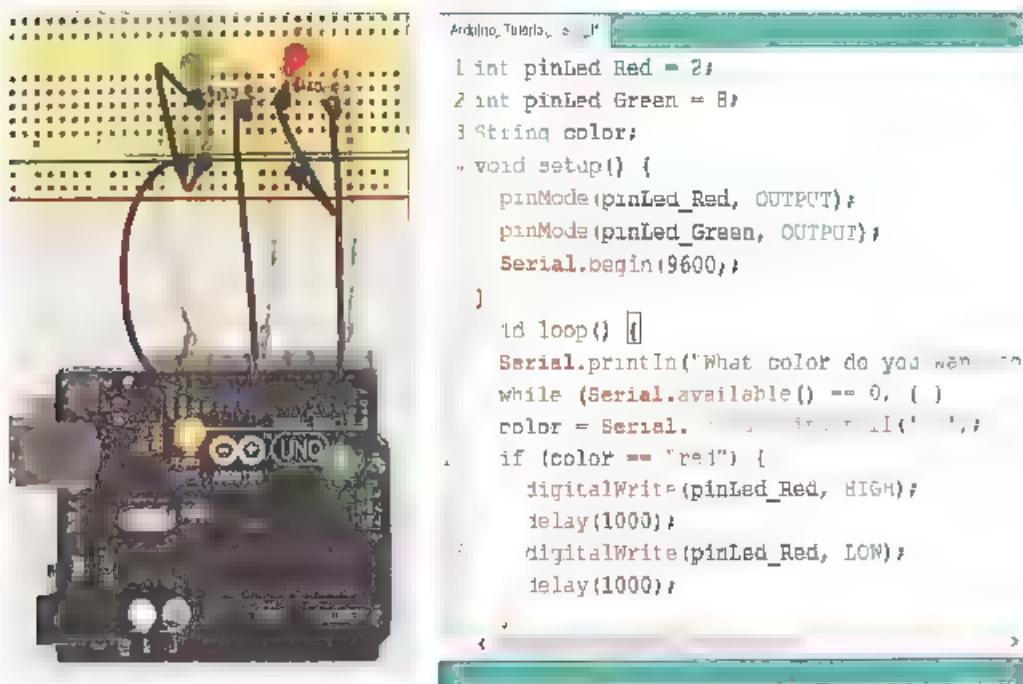 UNO
1 int pinLed Red = 2;
2 int pinLed Green = 8;
3 String color;
void setup() {
pinMode(pinLed_Red, OUTPUT);
pinMode(pinLed_Green, OUTPUT);
Serial.begin(9600);
}
loop() {
Serial.println("What color do you
while (Serial.available() == 0) { }
color = Serial.
if (color == "red") {
digitalWrite(pinLed_Red, HIGH);
delay(1000);
digitalWrite(pinLed_Red, LOW);
delay(1000);